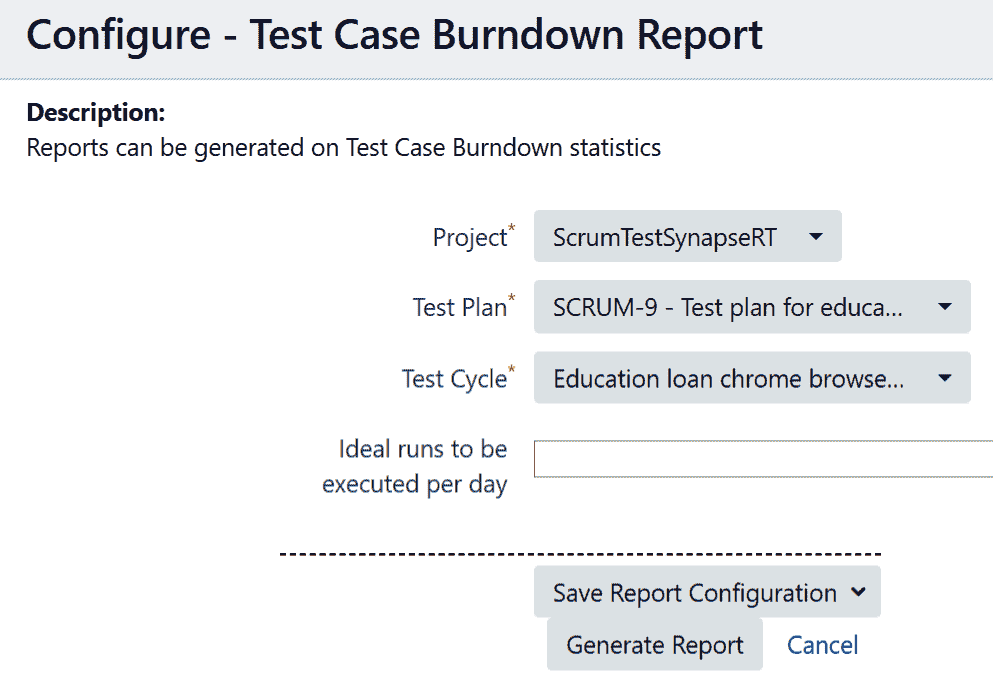 Configure - Test Case Burndown Report
Description:
Reports can be generated on Test Case Burndown statistics
Project* ScrumTestSynapseRT
Test Plan* SCRUM-9 - Test plan for educa...
Test Cycle* Education loan chrome browse...
Ideal runs to be
executed per day
Save Report Configuration
Generate Report Cancel